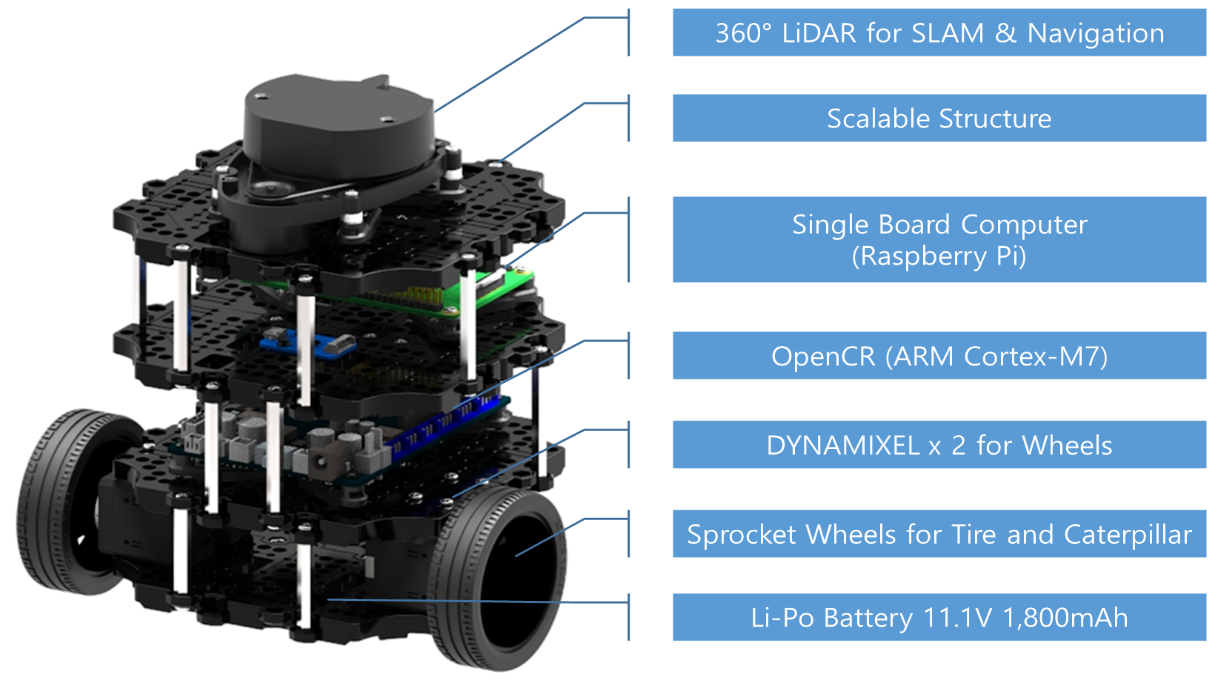 360° LiDAR for SLAM & Navigation
Scalable Structure
Single Board Computer
(Raspberry Pi)
OpenCR (ARM Cortex-M7)
DYNAMIXEL x 2 for Wheels
Sprocket Wheels for Tire and Caterpillar
Li-Po Battery 11.1V 1,800mAh